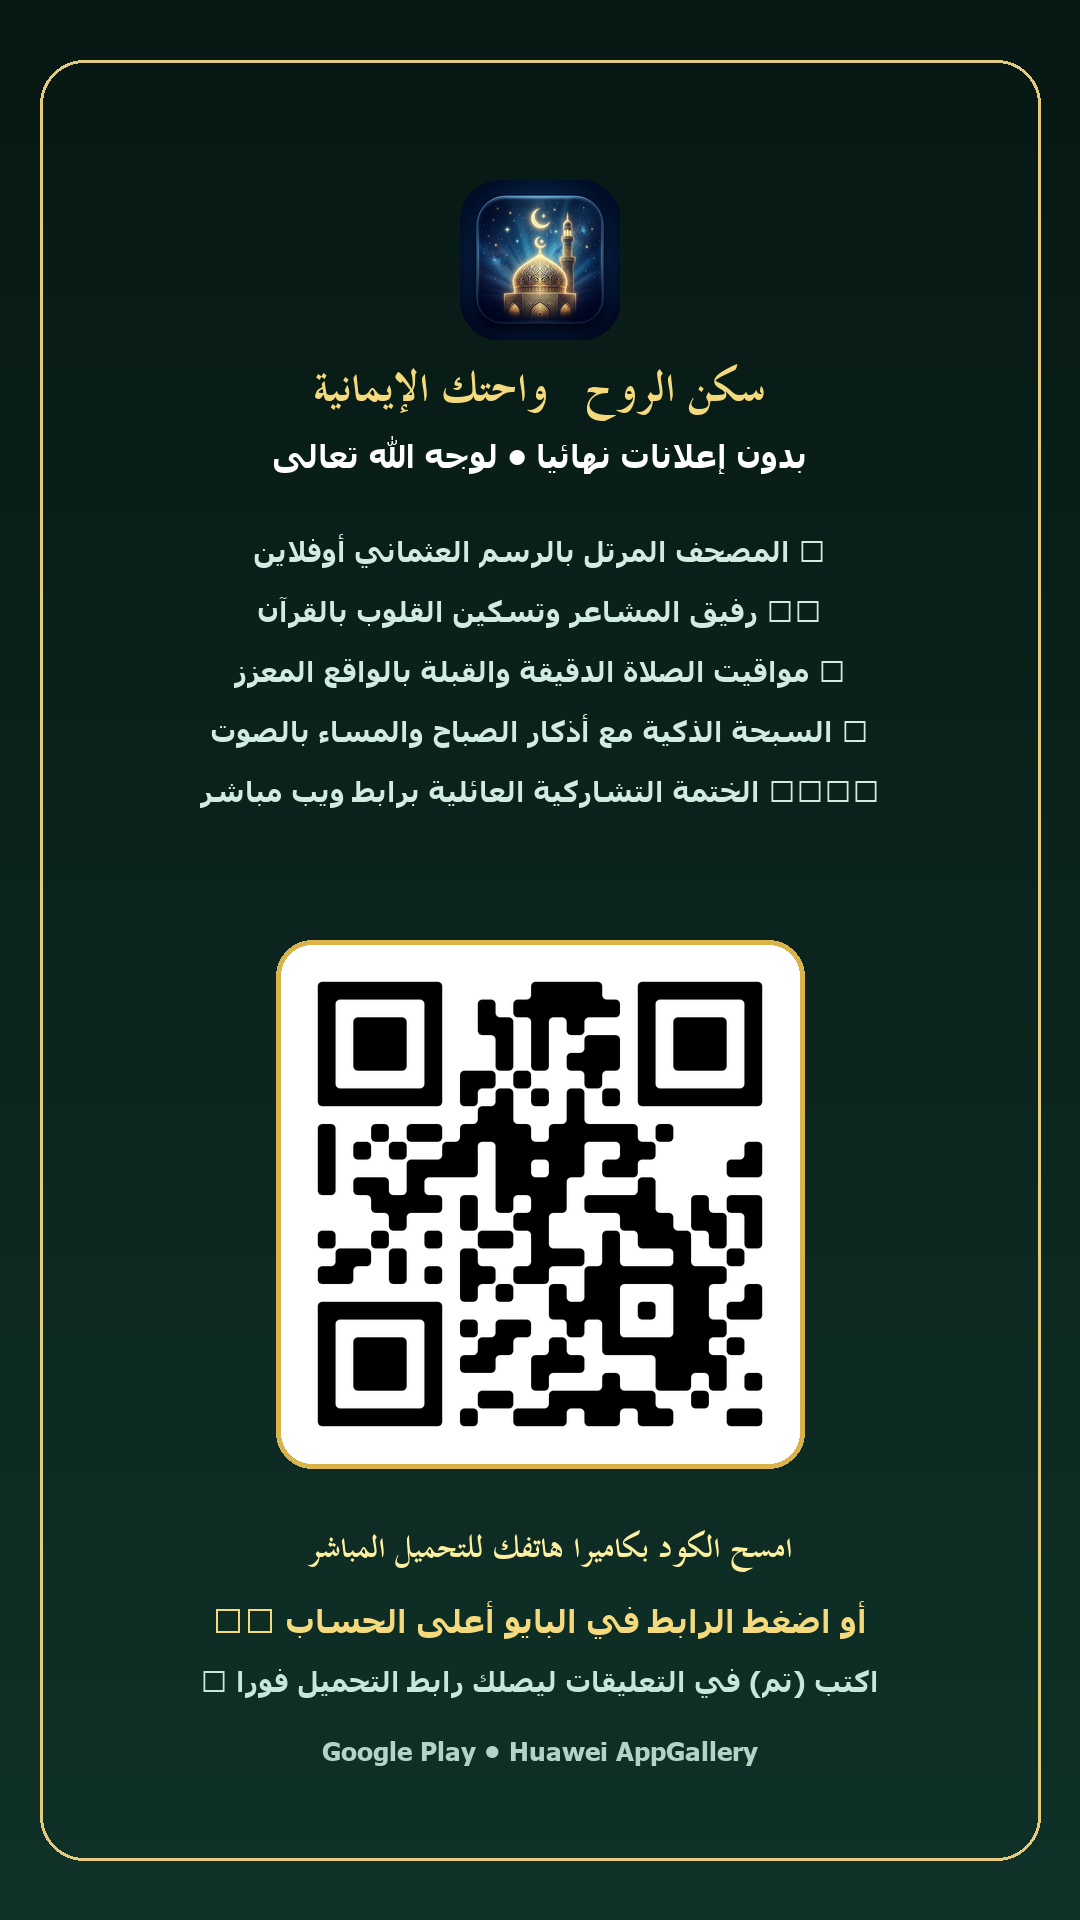 سكن الروح واحتك الإيمانية
بدون إعلانات نهائيا • لوجه الله تعالى
□ المصحف المرتل بالرسم العثماني أوفلاين
□□ رفيق المشاعر وتسكين القلوب بالقرآن
□ مواقيت الصلاة الدقيقة والقبلة بالواقع المعزز
□ السبحة الذكية مع أذكار الصباح والمساء بالصوت
□□□□ الختمة التشاركية العائلية برابط ويب مباشر
امسح الكود بكاميرا هاتفك للتحميل المباشر
أو اضغط الرابط في البايو أعلى الحساب □□
اكتب (تم) في التعليقات ليصلك رابط التحميل فورا □
Google Play • Huawei AppGallery